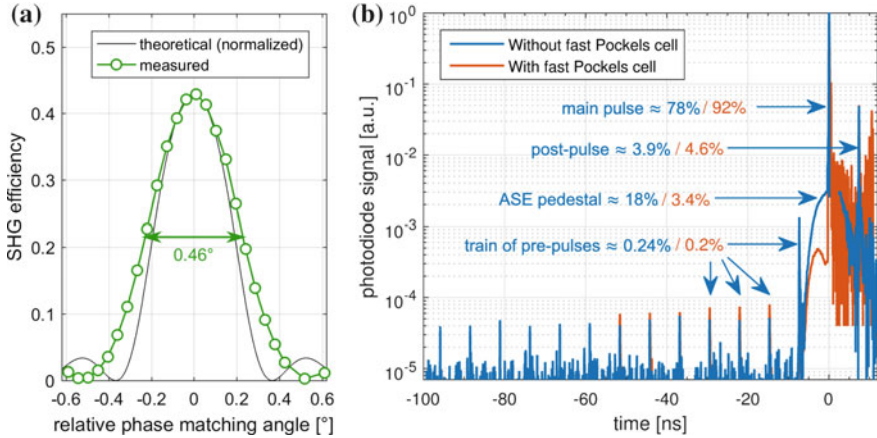 (a)
0.5
0.4
0.3
0.2
0.1
0
SHG efficiency
theoretical (normalized)
measured
0.46°
-0.6 -0.4 -0.2 0 0.2 0.4 0.6
relative phase matching angle [°]
(b)
10^0
10^-1
10^-2
10^-3
10^-4
10^-5
photodiode signal [a.u.]
Without fast Pockels cell
With fast Pockels cell
main pulse ≈ 78% / 92%
post-pulse ≈ 3.9% / 4.6%
ASE pedestal ≈ 18% / 3.4%
train of pre-pulses ≈ 0.24% / 0.2%
-100 -80 -60 -40 -20 0
time [ns]